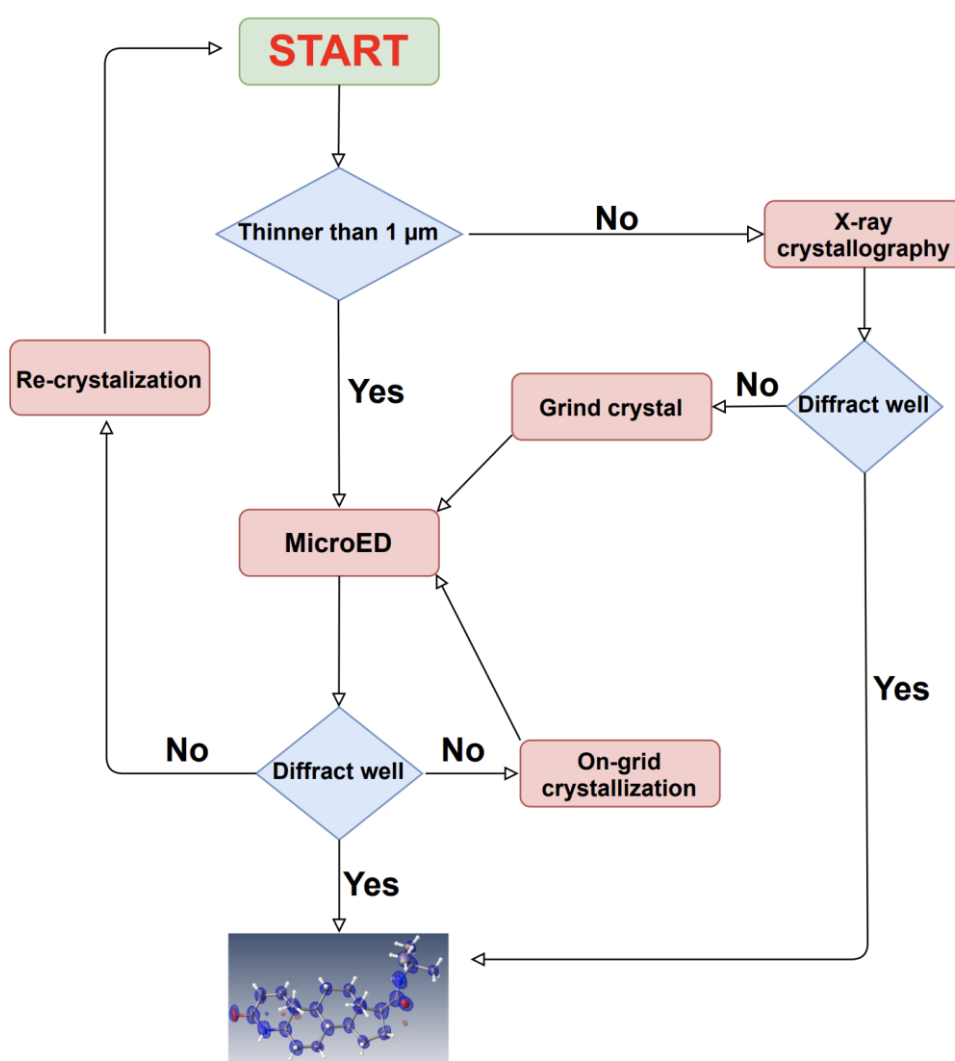 START
Thinner than 1 µm
No
X-ray
crystallography
Re-crystalization
Yes
Grind crystal
No
Diffract well
MicroED
Yes
No
Diffract well
No
On-grid
crystallization
Yes